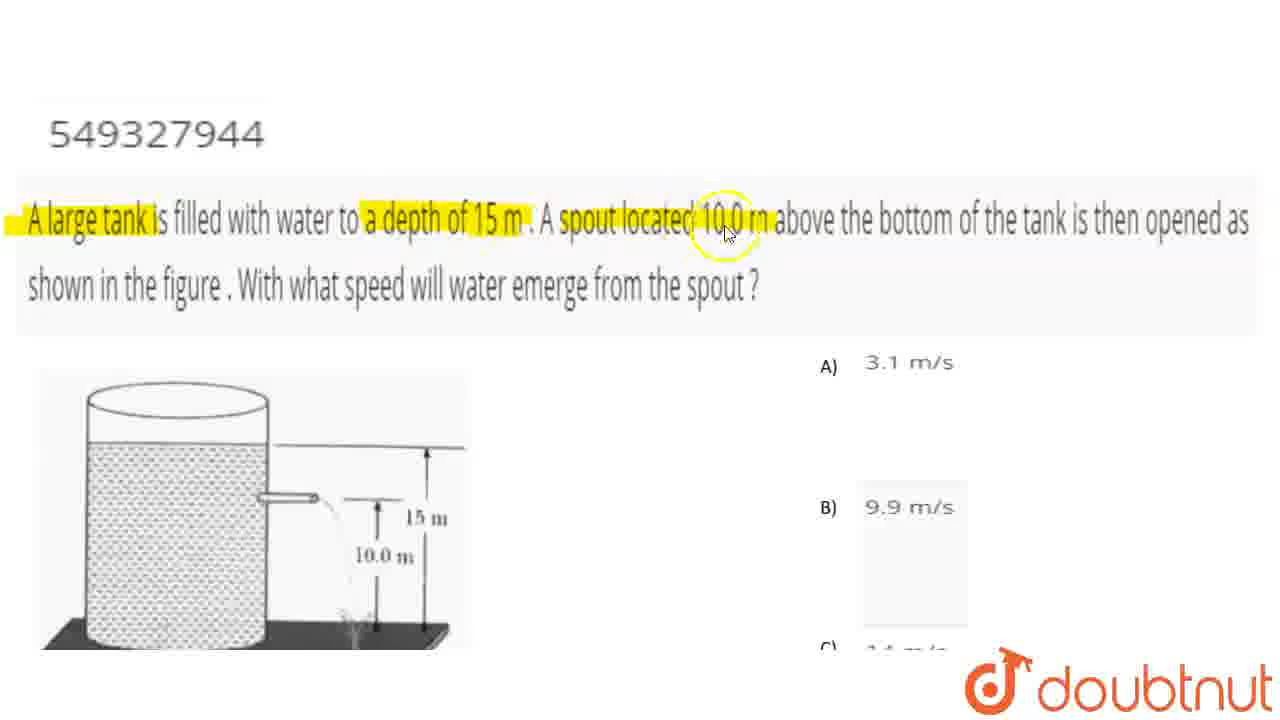 549327944
A large tank is filled with water to a depth of 15 m . A spout located 10.0 m above the bottom of the tank is then opened as
shown in the figure . With what speed will water emerge from the spout ?
A) 3.1 m/s
15 m
10.0 m
B) 9.9 m/s
doubtnut